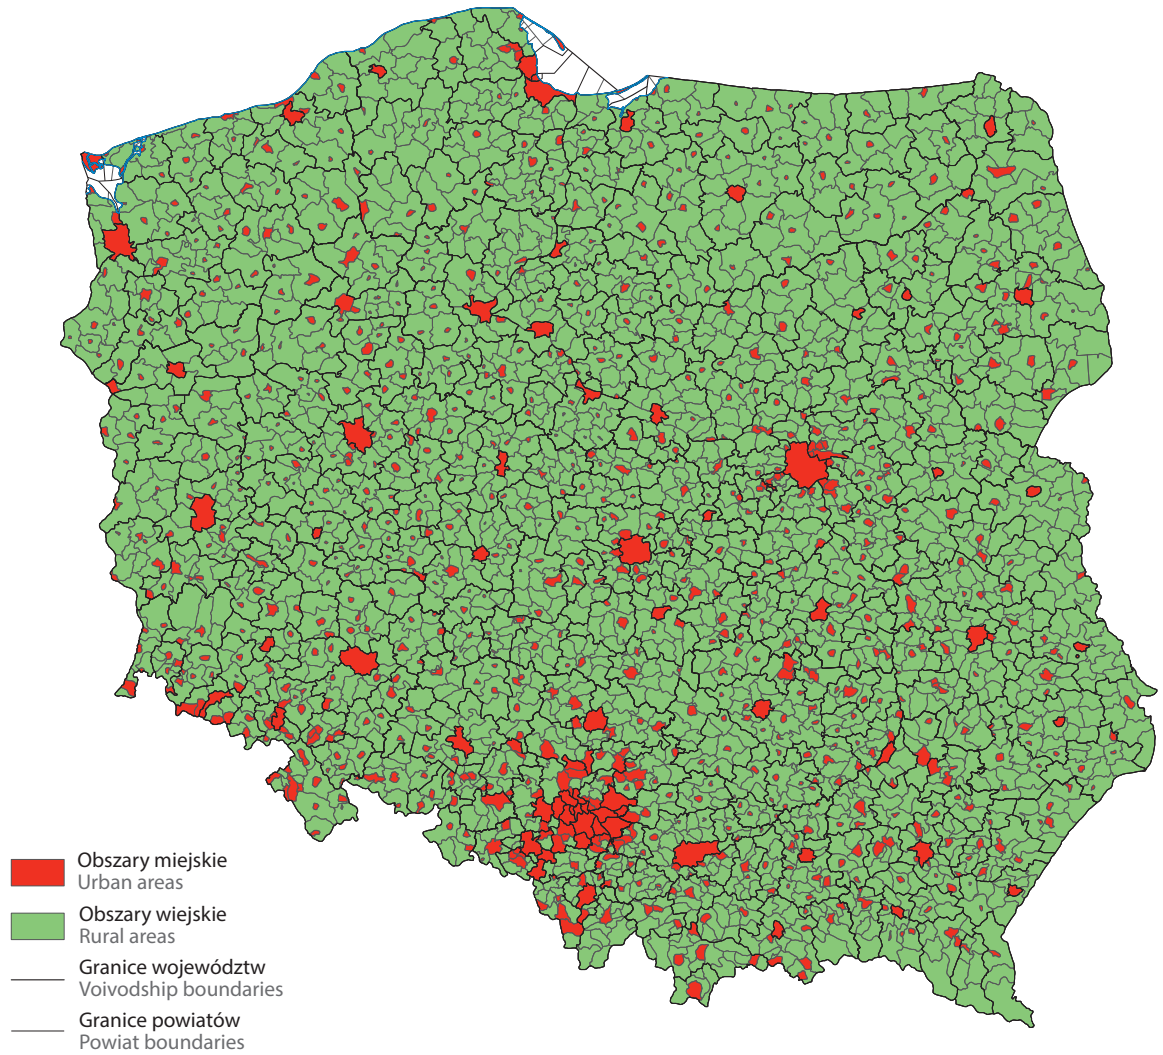 Obszary miejskie
Urban areas
Obszary wiejskie
Rural areas
Granice województw
Voivodship boundaries
Granice powiatów
Powiat boundaries